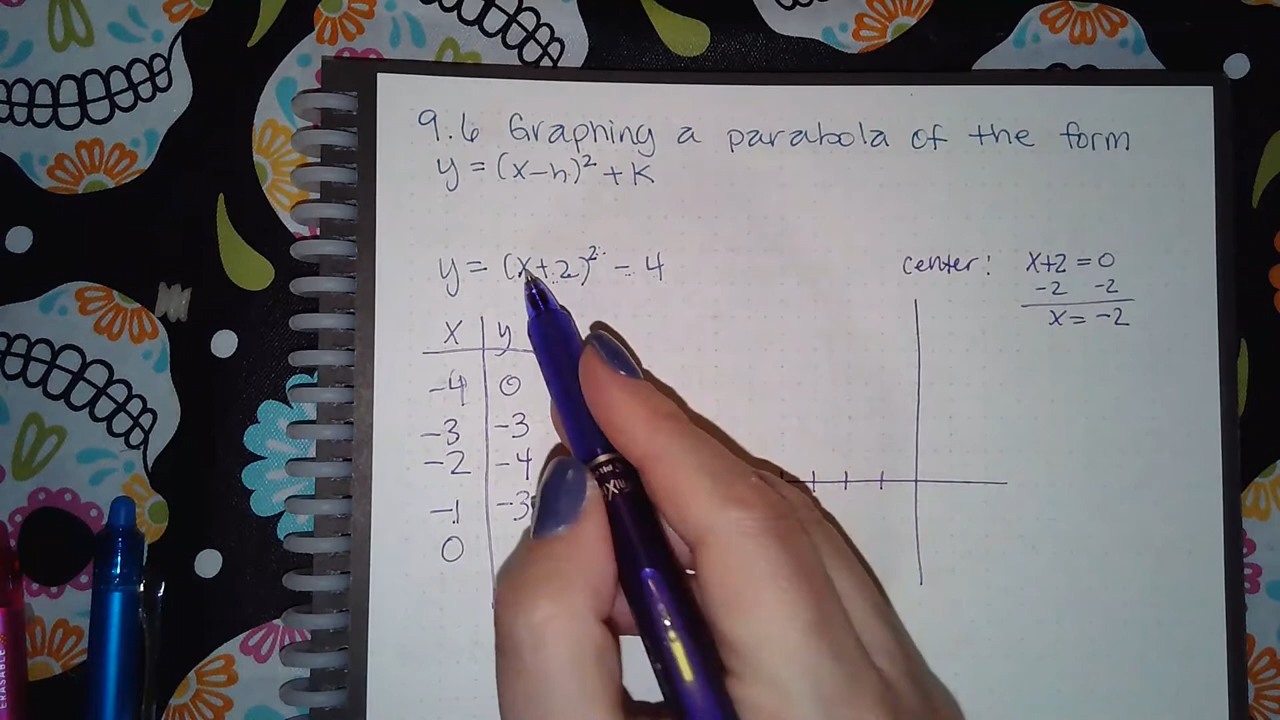 9.6 Graphing a parabola of the form
y = (x-h)² + K
y = (x+2)² - 4
center: x+2 = 0
-2 -2
x = -2
x y
-4 0
-3 -3
-2 -4
-1 -3
0
ERASABLE